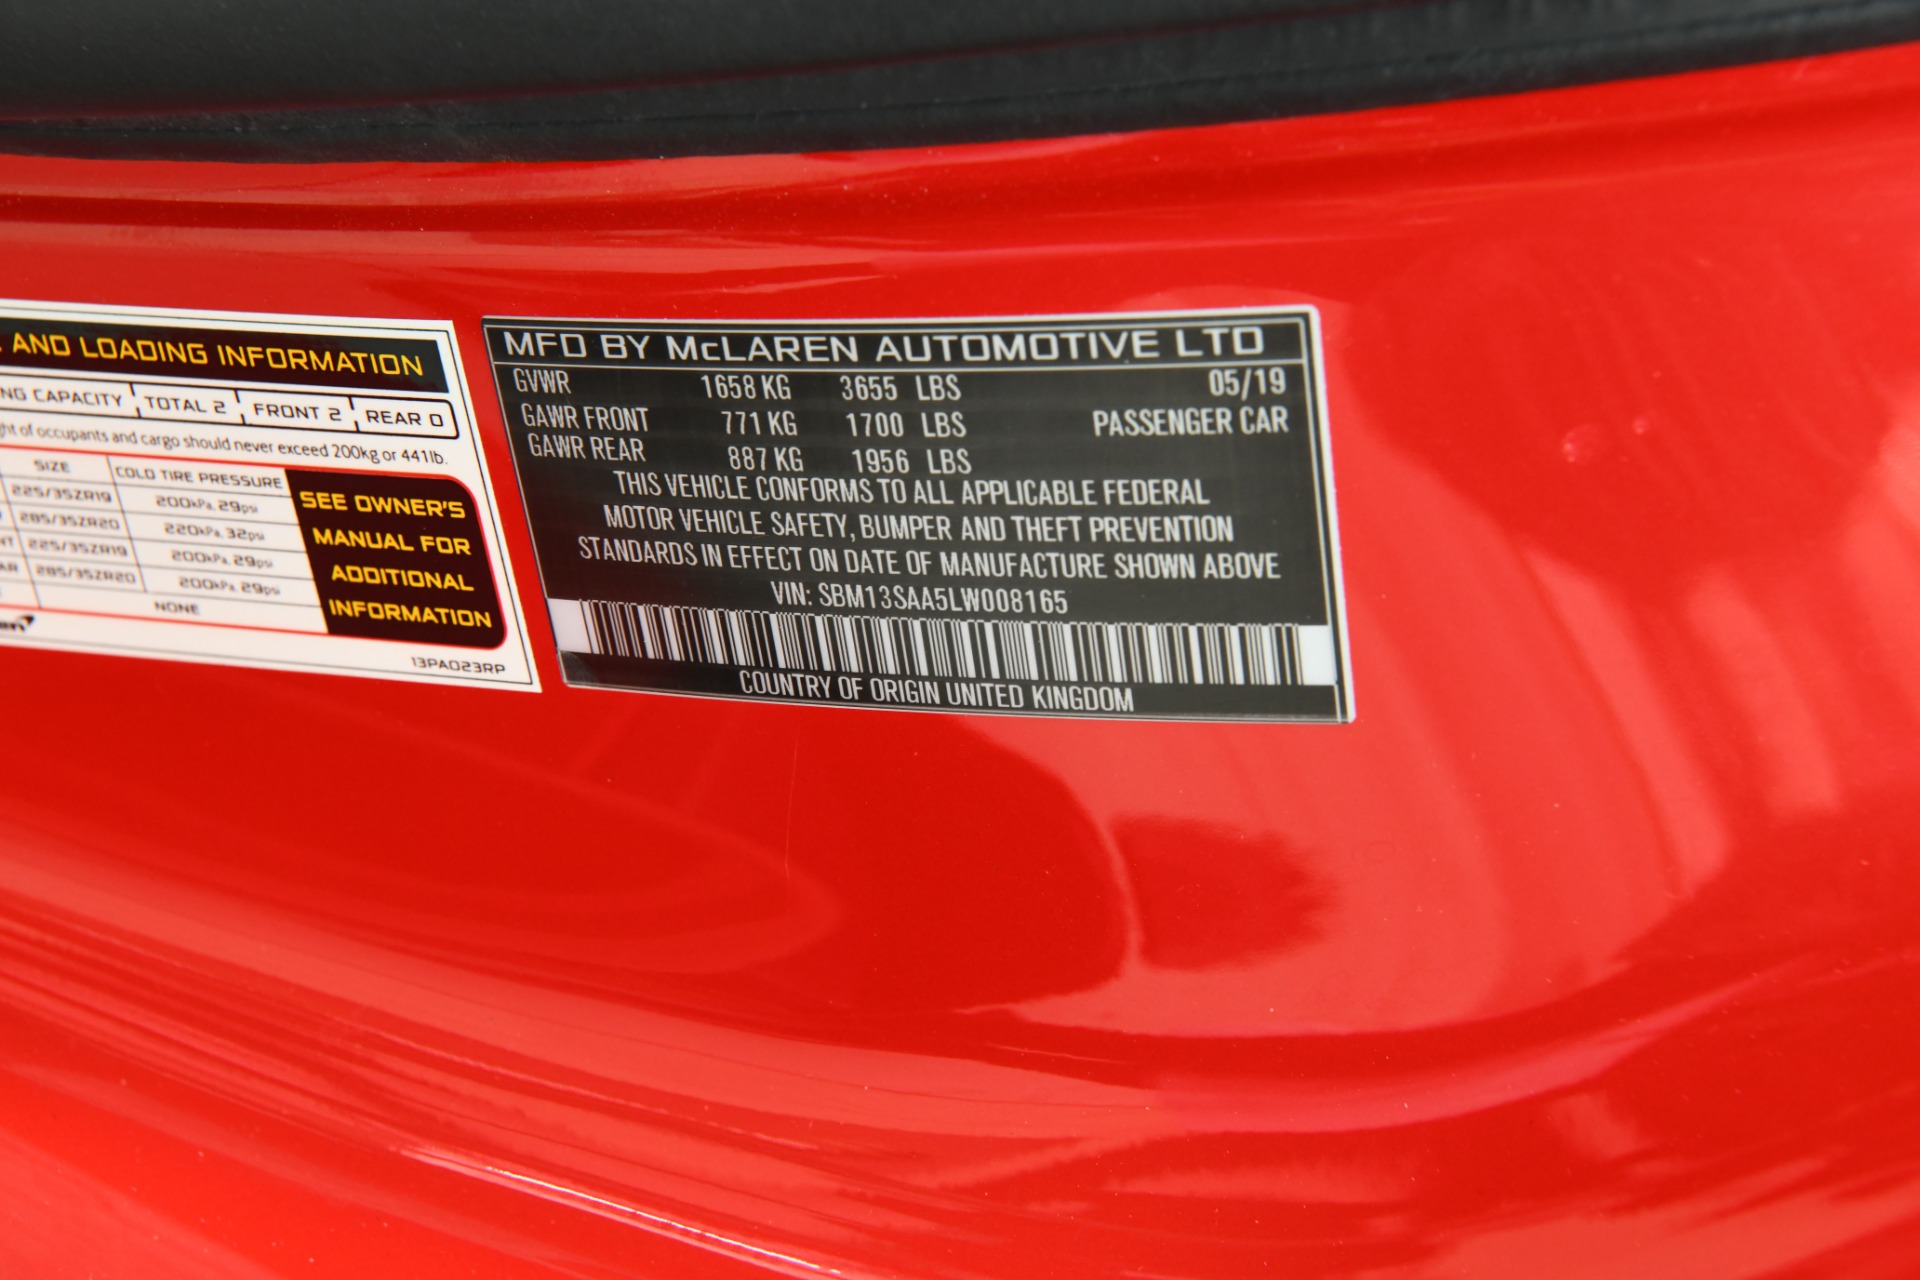 AND LOADING INFORMATION
CAPACITY TOTAL 2 FRONT 2 REAR 0
of occupants and cargo should never exceed 200kg or 441lb.
SIZE COLD TIRE PRESSURE
225/35ZR19 200kPa, 29psi
285/35ZR20 220kPa, 32psi
225/35ZR19 200kPa, 29psi
285/35ZR20 200kPa, 29psi
NONE
SEE OWNER'S
MANUAL FOR
ADDITIONAL
INFORMATION
13PA023RP
MFD BY McLAREN AUTOMOTIVE LTD
GVWR 1658 KG 3655 LBS 05/19
GAWR FRONT 771 KG 1700 LBS PASSENGER CAR
GAWR REAR 887 KG 1956 LBS
THIS VEHICLE CONFORMS TO ALL APPLICABLE FEDERAL
MOTOR VEHICLE SAFETY, BUMPER AND THEFT PREVENTION
STANDARDS IN EFFECT ON DATE OF MANUFACTURE SHOWN ABOVE
VIN: SBM13SAA5LW008165
COUNTRY OF ORIGIN UNITED KINGDOM